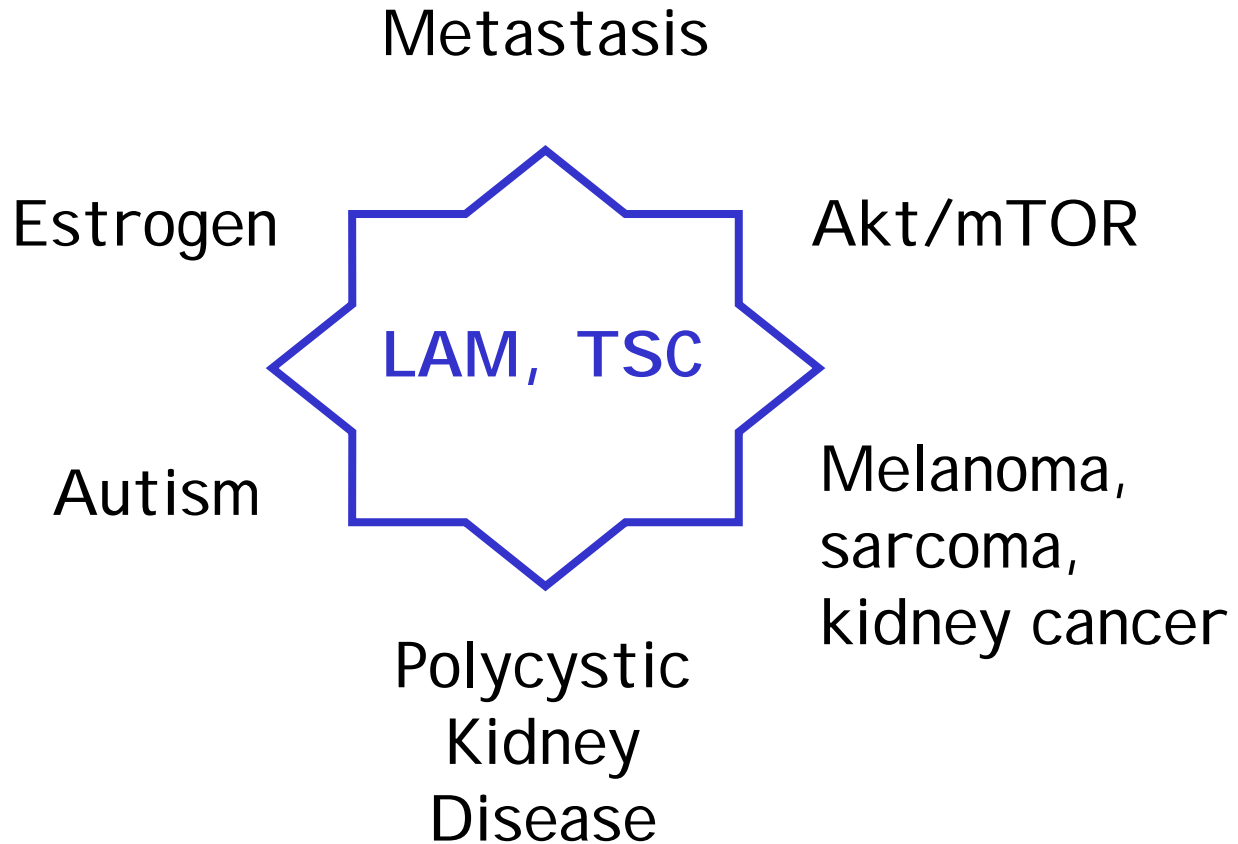 Metastasis
Estrogen
Akt/mTOR
LAM, TSC
Autism
Melanoma,
sarcoma,
kidney cancer
Polycystic
Kidney
Disease